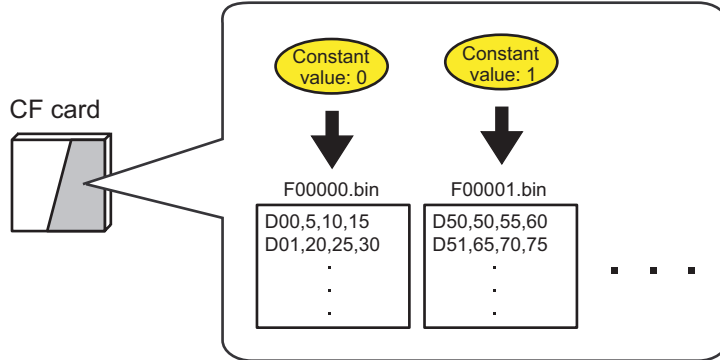 Constant
value: 0
Constant
value: 1
CF card
F00000.bin
F00001.bin
D00,5,10,15
D01,20,25,30
D50,50,55,60
D51,65,70,75